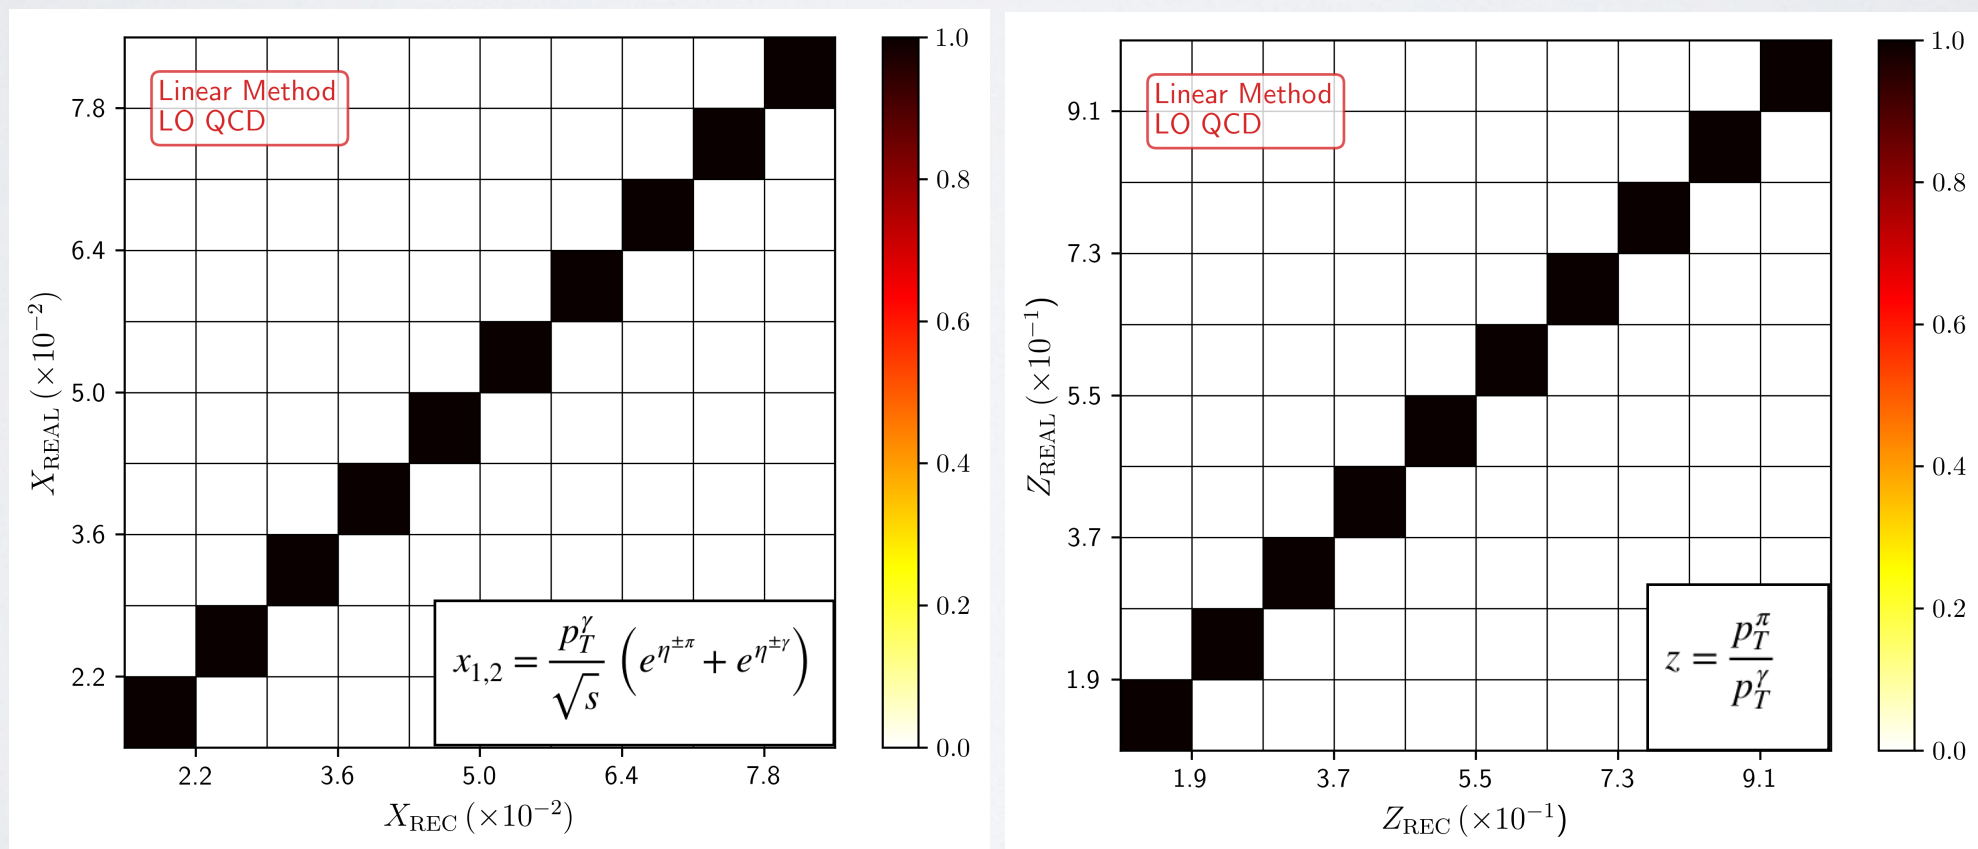 Linear Method
LO QCD
7.8
6.4
5.0
3.6
2.2
X_REAL (×10⁻²)
2.2 3.6 5.0 6.4 7.8
X_REC (×10⁻²)
x_{1,2} = \frac{p_T^γ}{\sqrt{s}} (e^{η^{±π}} + e^{η^{±γ}})
1.0
0.8
0.6
0.4
0.2
0.0
Linear Method
LO QCD
9.1
7.3
5.5
3.7
1.9
Z_REAL (×10⁻¹)
1.9 3.7 5.5 7.3 9.1
Z_REC (×10⁻¹)
z = \frac{p_T^π}{p_T^γ}
1.0
0.8
0.6
0.4
0.2
0.0